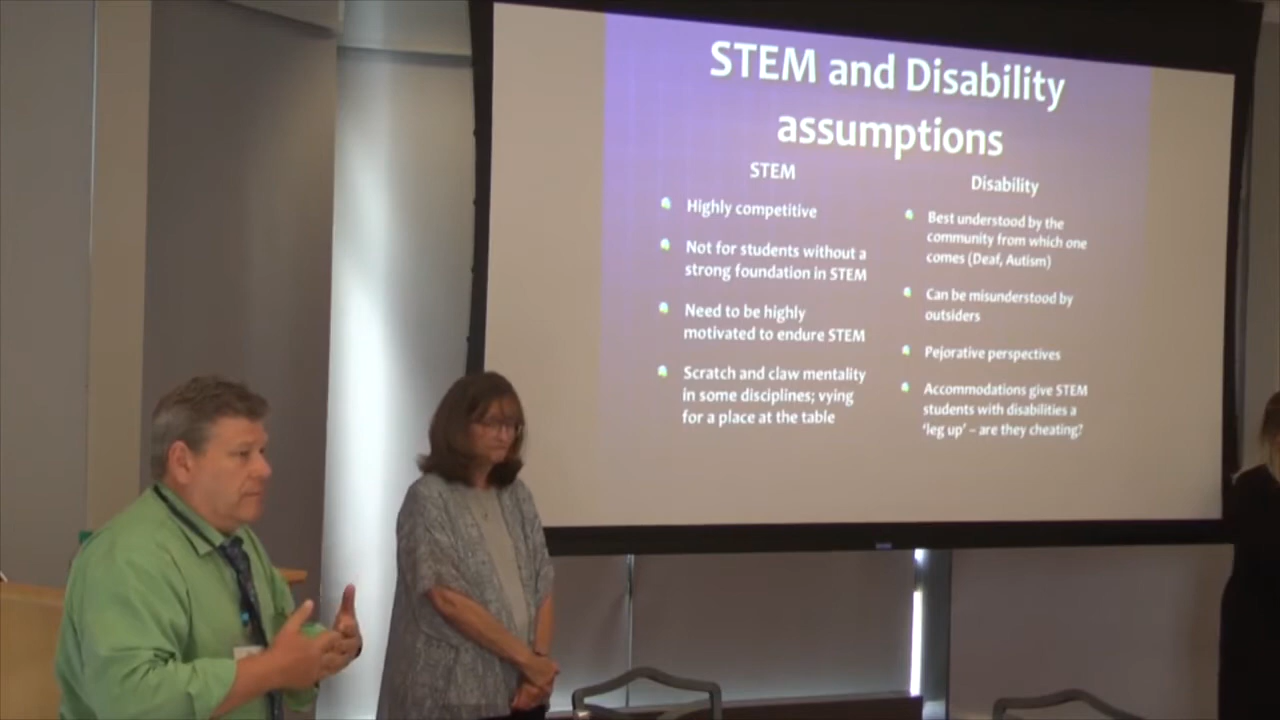 STEM and Disability
assumptions
STEM
Highly competitive
Not for students without a
strong foundation in STEM
Need to be highly
motivated to endure STEM
Scratch and claw mentality
in some disciplines; vying
for a place at the table
Disability
Best understood by the
community from which one
comes (Deaf, Autism)
Can be misunderstood by
outsiders
Pejorative perspectives
Accommodations give STEM
students with disabilities a
‘leg up’ – are they cheating?